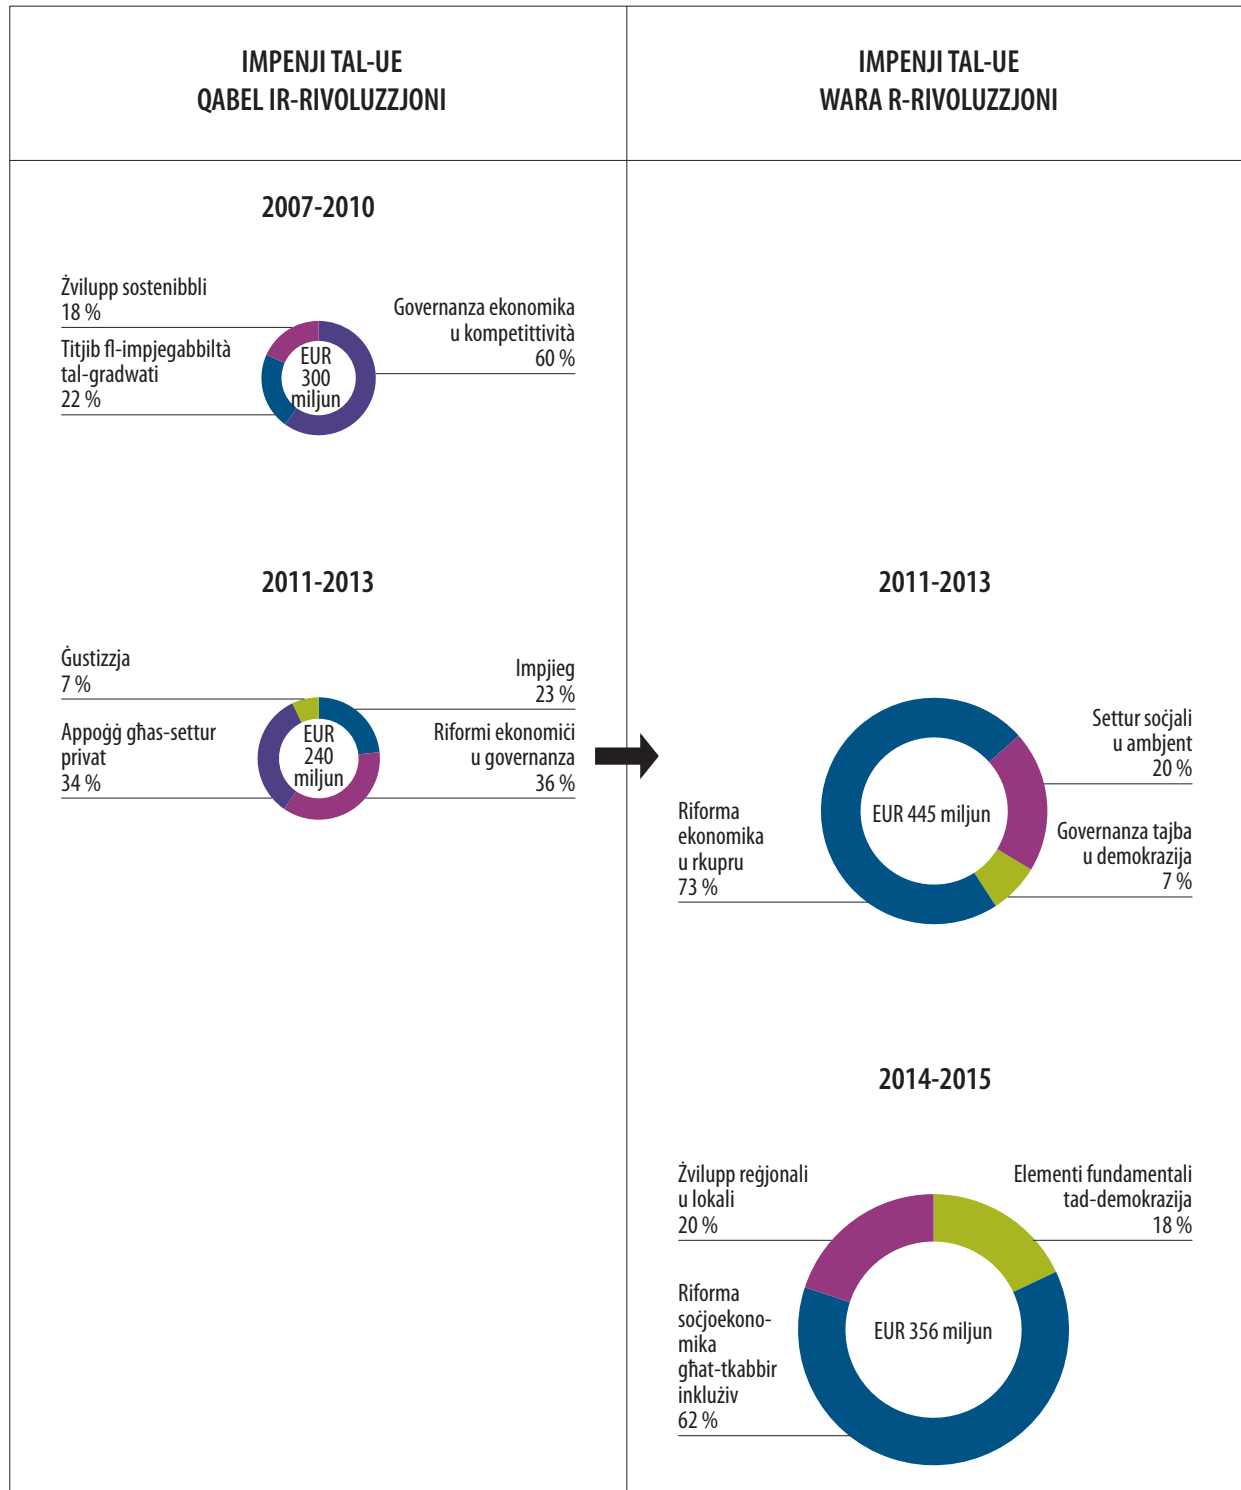 IMPENJI TAL-UE
QABEL IR-RIVOLUZZJONI
IMPENJI TAL-UE
WARA R-RIVOLUZZJONI
2007-2010
Żvilupp sostenibbli
18 %
Titjib fl-impjegabbiltà
tal-gradwati
22 %
EUR
300
miljun
Governanza ekonomika
u kompetittività
60 %
2011-2013
Ġustizzja
7 %
Appoġġ għas-settur
privat
34 %
EUR
240
miljun
Impjieg
23 %
Riformi ekonomiċi
u governanza
36 %
2011-2013
Riforma
ekonomika
u rkupru
73 %
EUR 445 miljun
Settur soċjali
u ambjent
20 %
Governanza tajba
u demokrazija
7 %
2014-2015
Żvilupp reġjonali
u lokali
20 %
Riforma
soċjoekono-
mika
għat-tkabbir
inklużiv
62 %
EUR 356 miljun
Elementi fundamentali
tad-demokrazija
18 %